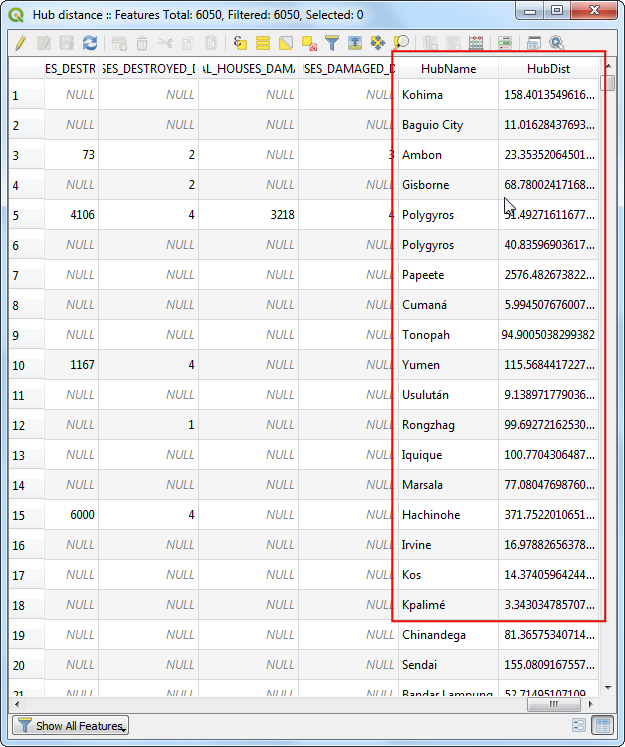 Hub distance :: Features Total: 6050, Filtered: 6050, Selected: 0
ES_DESTR SES_DESTROYED_D AL_HOUSES_DAMA JSES_DAMAGED_D HubName HubDist
1 NULL NULL NULL NULL Kohima 158.4013549616...
2 NULL NULL NULL NULL Baguio City 11.01628437693...
3 73 2 NULL 3 Ambon 23.35352064501...
4 NULL 2 NULL NULL Gisborne 68.78002417168...
5 4106 4 3218 4 Polygyros 31.49271611677...
6 NULL NULL NULL NULL Polygyros 40.83596903617...
7 NULL NULL NULL NULL Papeete 2576.482673822...
8 NULL NULL NULL NULL Cumaná 5.994507676007...
9 NULL NULL NULL NULL Tonopah 94.9005038299382
10 1167 4 NULL NULL Yumen 115.5684417227...
11 NULL NULL NULL NULL Usulután 9.138971779036...
12 NULL 1 NULL NULL Rongzhag 99.69272162530...
13 NULL NULL NULL NULL Iquique 100.7704306487...
14 NULL NULL NULL NULL Marsala 77.08047698760...
15 6000 4 NULL NULL Hachinohe 371.7522010651...
16 NULL NULL NULL NULL Irvine 16.97882656378...
17 NULL NULL NULL NULL Kos 14.37405964244...
18 NULL NULL NULL NULL Kpalimé 3.343034785707...
19 NULL NULL NULL NULL Chinandega 81.36575340714...
20 NULL NULL NULL NULL Sendai 155.0809167557...
21 NULL NULL NULL NULL Bandar Lampung 52.71495107109...
Show All Features